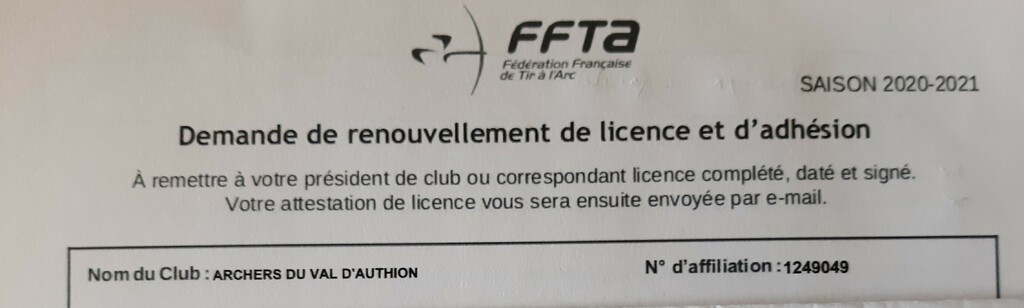 FFTa
Fédération Française
de Tir à l'Arc
SAISON 2020-2021
Demande de renouvellement de licence et d'adhésion
À remettre à votre président de club ou correspondant licence complété, daté et signé.
Votre attestation de licence vous sera ensuite envoyée par e-mail.
Nom du Club : ARCHERS DU VAL D'AUTHION N° d'affiliation : 1249049